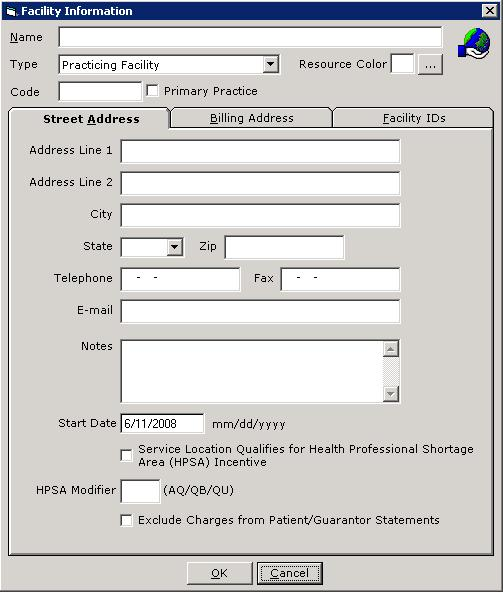 Facility Information
Name
Type Practicing Facility Resource Color ...
Code Primary Practice
Street Address Billing Address Facility IDs
Address Line 1
Address Line 2
City
State Zip
Telephone - - Fax - -
E-mail
Notes
Start Date 6/11/2008 mm/dd/yyyy
Service Location Qualifies for Health Professional Shortage
Area (HPSA) Incentive
HPSA Modifier (AQ/QB/QU)
Exclude Charges from Patient/Guarantor Statements
OK Cancel